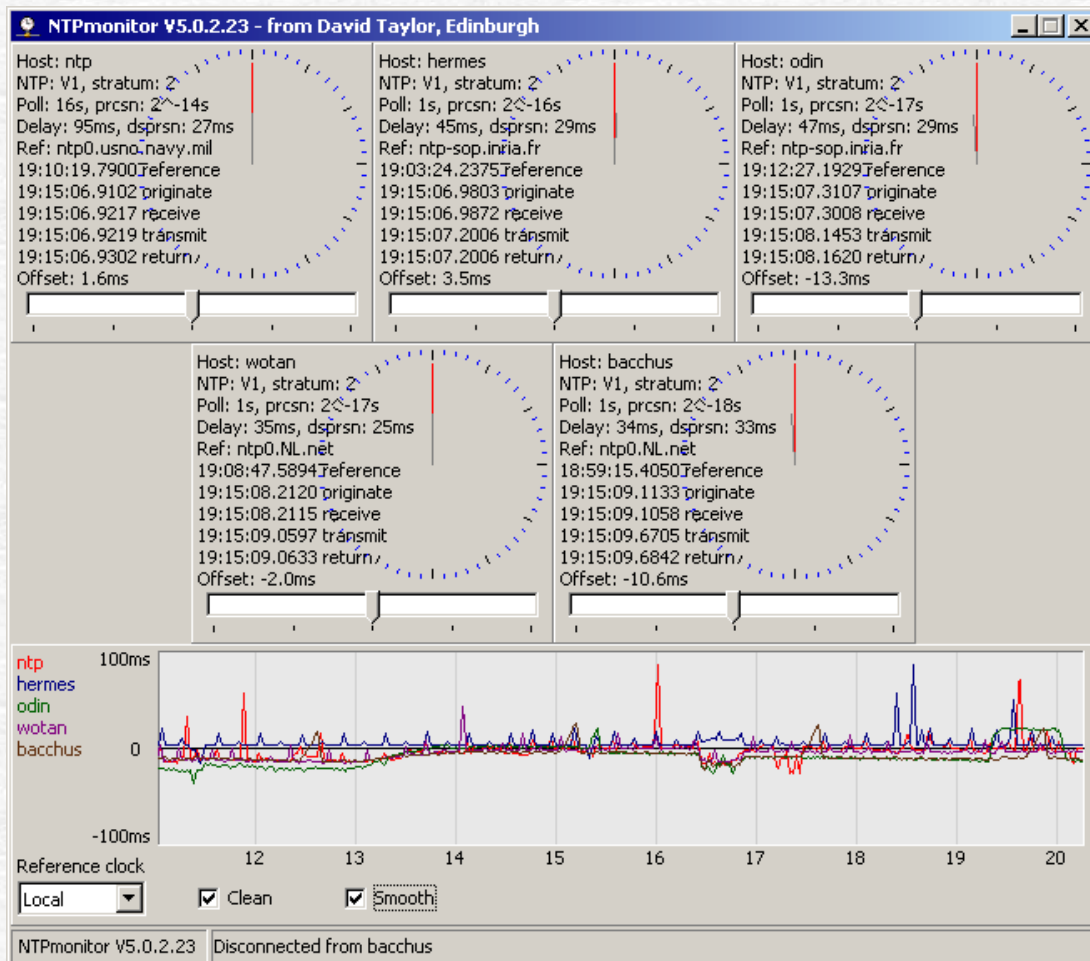 NTPmonitor V5.0.2.23 - from David Taylor, Edinburgh
Host: ntp
NTP: V1, stratum: 2
Poll: 16s, prcsn: 2^-14s
Delay: 95ms, dsprsn: 27ms
Ref: ntp0.usno.navy.mil
19:10:19.7900 reference
19:15:06.9102 originate
19:15:06.9217 receive
19:15:06.9219 transmit
19:15:06.9302 return
Offset: 1.6ms
Host: hermes
NTP: V1, stratum: 2
Poll: 1s, prcsn: 2^-16s
Delay: 45ms, dsprsn: 29ms
Ref: ntp-sop.inria.fr
19:03:24.2375 reference
19:15:06.9803 originate
19:15:06.9872 receive
19:15:07.2006 transmit
19:15:07.2006 return
Offset: 3.5ms
Host: odin
NTP: V1, stratum: 2
Poll: 1s, prcsn: 2^-17s
Delay: 47ms, dsprsn: 29ms
Ref: ntp-sop.inria.fr
19:12:27.1929 reference
19:15:07.3107 originate
19:15:07.3008 receive
19:15:08.1453 transmit
19:15:08.1620 return
Offset: -13.3ms
Host: wotan
NTP: V1, stratum: 2
Poll: 1s, prcsn: 2^-17s
Delay: 35ms, dsprsn: 25ms
Ref: ntp0.NL.net
19:08:47.5894 reference
19:15:08.2120 originate
19:15:08.2115 receive
19:15:09.0597 transmit
19:15:09.0633 return
Offset: -2.0ms
Host: bacchus
NTP: V1, stratum: 2
Poll: 1s, prcsn: 2^-18s
Delay: 34ms, dsprsn: 33ms
Ref: ntp0.NL.net
18:59:15.4050 reference
19:15:09.1133 originate
19:15:09.1058 receive
19:15:09.6705 transmit
19:15:09.6842 return
Offset: -10.6ms
ntp
hermes
odin
wotan
bacchus
100ms
0
-100ms
12 13 14 15 16 17 18 19 20
Reference clock
Local
Clean
Smooth
NTPmonitor V5.0.2.23
Disconnected from bacchus